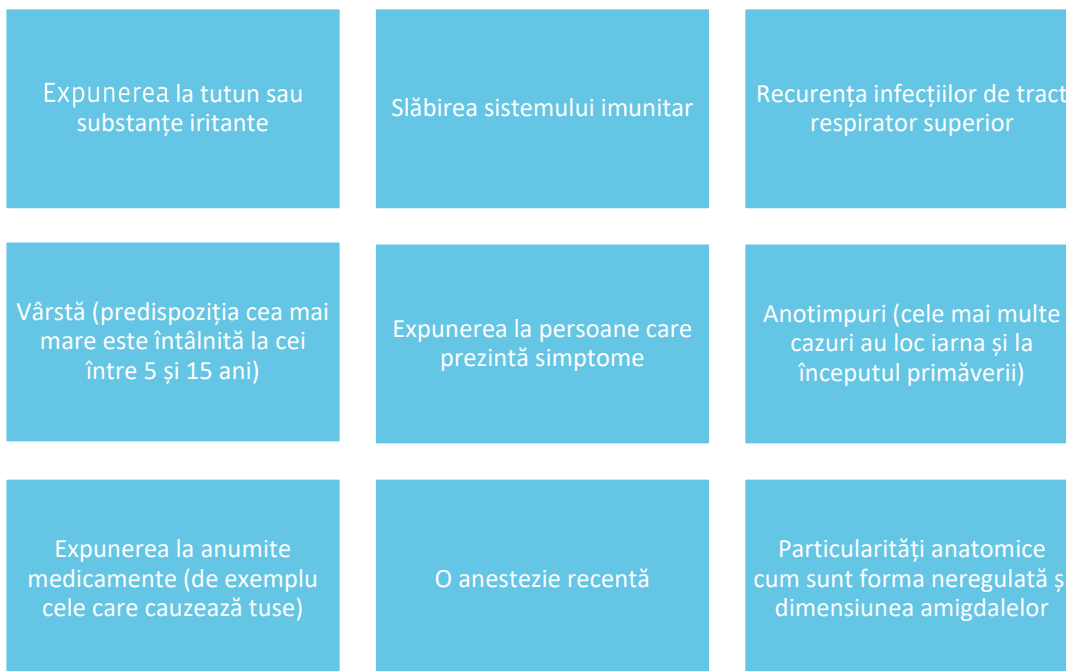 Expunerea la tutun sau
substanțe iritante
Slăbirea sistemului imunitar
Recurența infecțiilor de tract
respirator superior
Vârstă (predispoziția cea mai
mare este întâlnită la cei
între 5 și 15 ani)
Expunerea la persoane care
prezintă simptome
Anotimpuri (cele mai multe
cazuri au loc iarna și la
începutul primăverii)
Expunerea la anumite
medicamente (de exemplu
cele care cauzează tuse)
O anestezie recentă
Particularități anatomice
cum sunt forma neregulată ș
dimensiunea amigdalelor